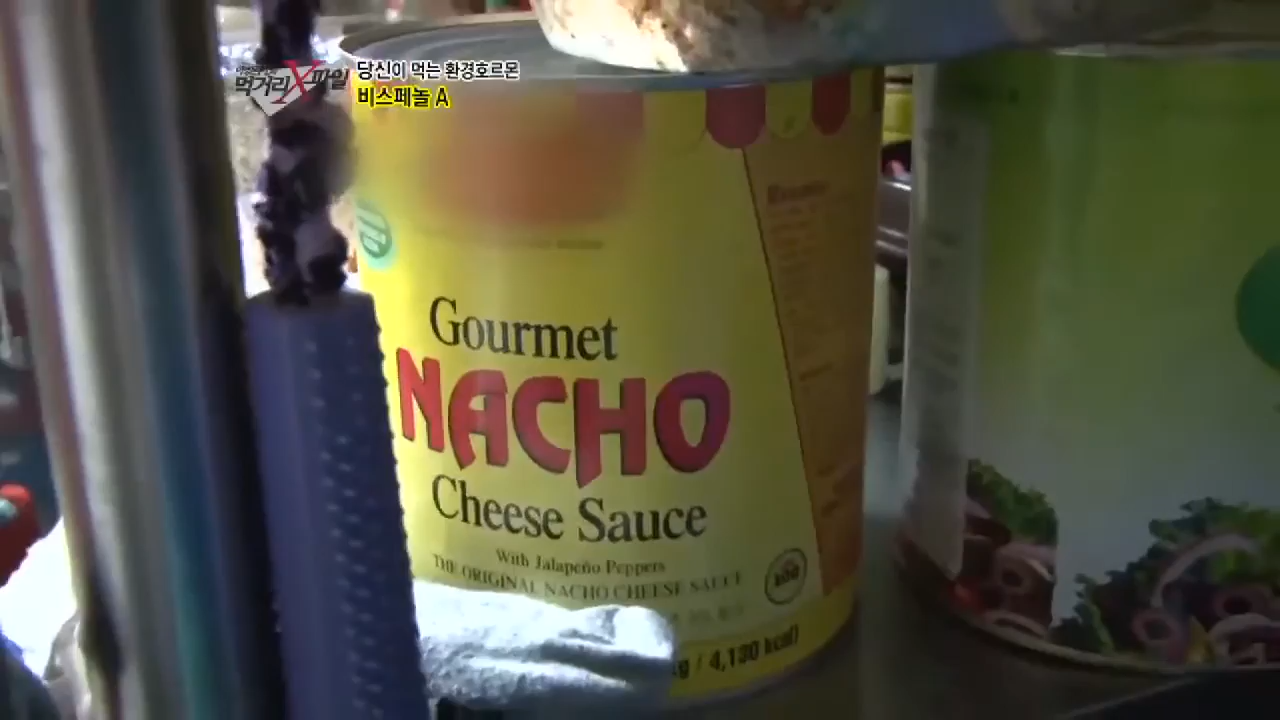 먹거리X파일
당신이 먹는 환경호르몬
비스페놀 A
Gourmet
NACHO
Cheese Sauce
With Jalapeño Peppers
THE ORIGINAL NACHO CHEESE SAUCE
g / 4,130 kcal)